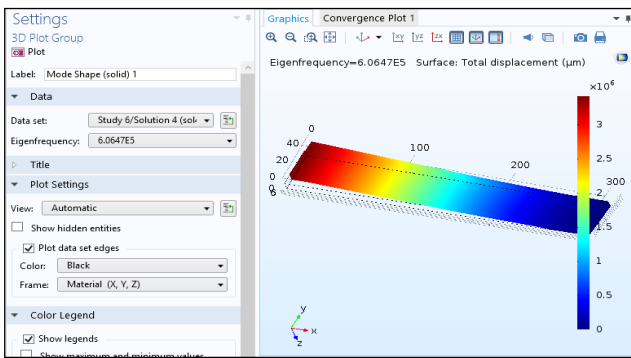 Settings
3D Plot Group
Plot
Label: Mode Shape (solid) 1
Data
Data set: Study 6/Solution 4 (sol
Eigenfrequency: 6.0647E5
Title
Plot Settings
View: Automatic
Show hidden entities
Plot data set edges
Color: Black
Frame: Material (X, Y, Z)
Color Legend
Show legends
Show maximum and minimum values
Graphics Convergence Plot 1
xy yz zx
Eigenfrequency=6.0647E5 Surface: Total displacement (µm)
×10⁶
0
40
20
0
0
6
100
200
300
3
2.5
2
1.5
1
0.5
0
y
x
z